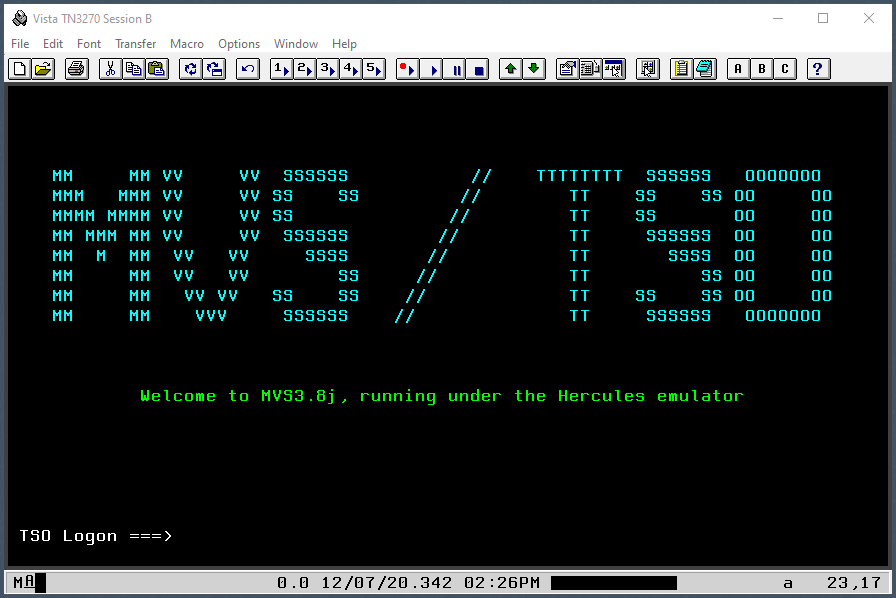 Vista TN3270 Session B
File Edit Font Transfer Macro Options Window Help
1 2 3 4 5 A B C ?
MM      MM VV     VV  SSSSSS           //    TTTTTTTT  SSSSSS   OOOOOOO
MMM   MMM VV     VV SS    SS         //        TT    SS    SS OO     OO
MMMM MMMM VV     VV SS              //         TT    SS       OO     OO
MM MMM MM VV     VV  SSSSSS        //          TT     SSSSSS  OO     OO
MM  M  MM  VV   VV     SSSS       //           TT       SSSS  OO     OO
MM     MM  VV   VV        SS     //            TT          SS OO     OO
MM     MM   VV VV   SS    SS    //             TT    SS    SS OO     OO
MM     MM    VVV     SSSSSS    //              TT     SSSSSS   OOOOOOO
Welcome to MVS3.8j, running under the Hercules emulator
TSO Logon ===>
MA 0.0 12/07/20.342 02:26PM a 23,17